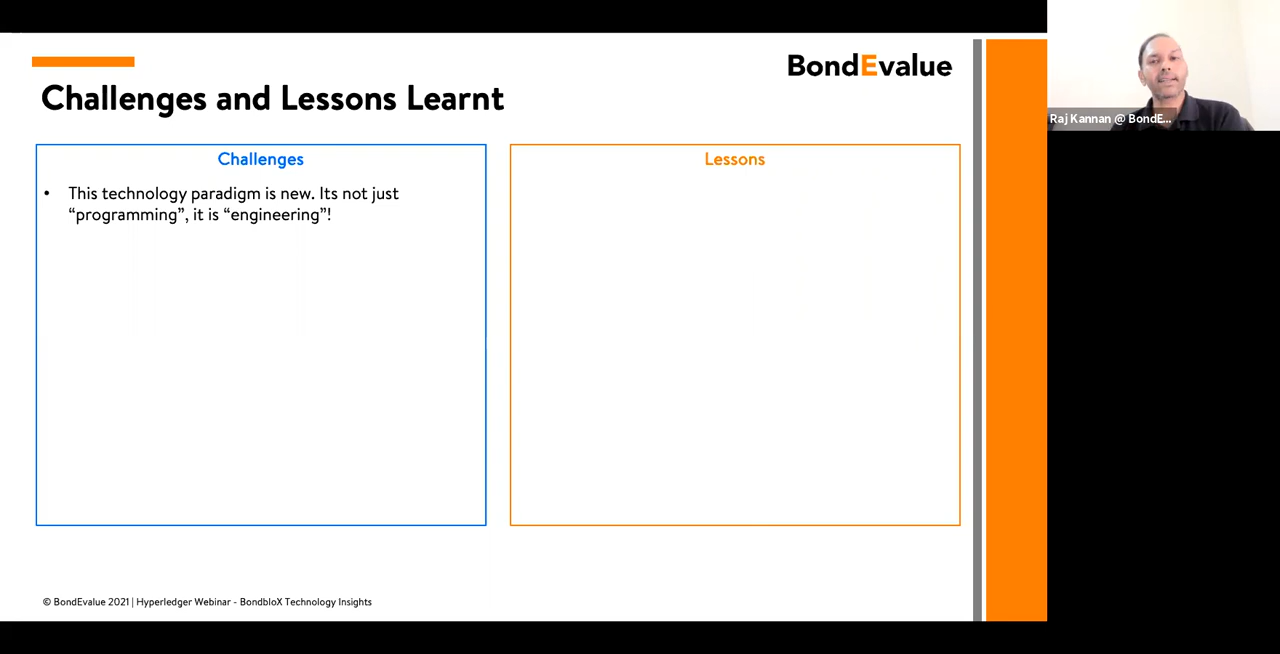 BondEvalue
Challenges and Lessons Learnt
Challenges
• This technology paradigm is new. Its not just
“programming”, it is “engineering”!
Lessons
© BondEvalue 2021 | Hyperledger Webinar - BondbloX Technology Insights
Raj Kannan @ BondE...